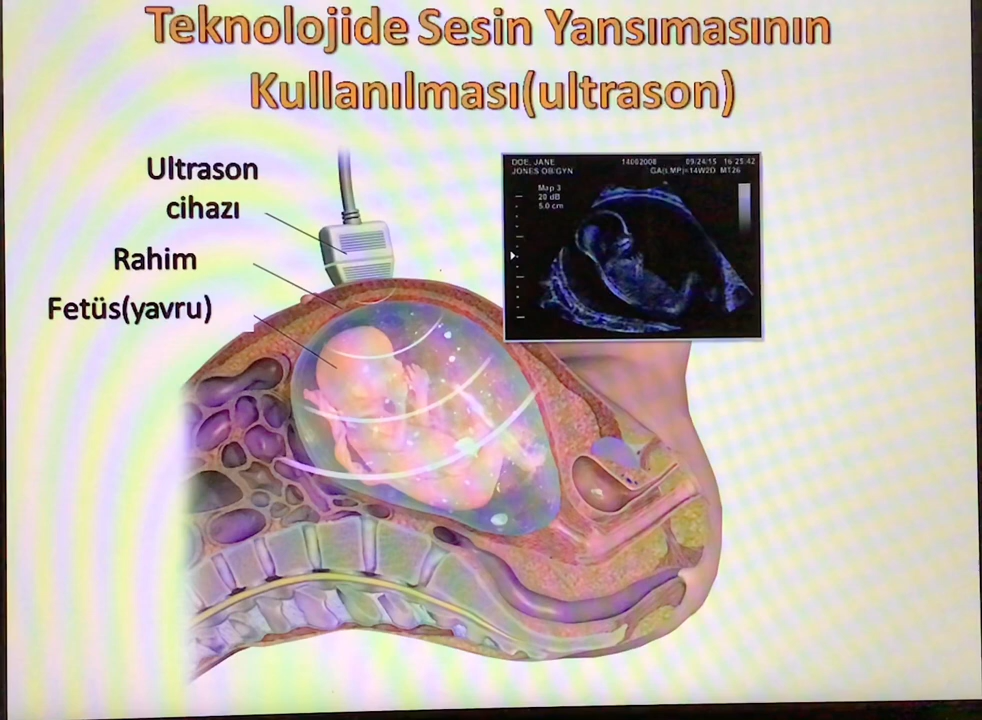 Teknolojide Sesin Yansımasının
Kullanılması(ultrason)
Ultrason
cihazı
Rahim
Fetüs(yavru)
DOE, JANE 14002008 09/24/15 16:25:42
JONES OB/GYN GA(LMP)=14W2D MT26
Map 3
20 dB
5.0 cm